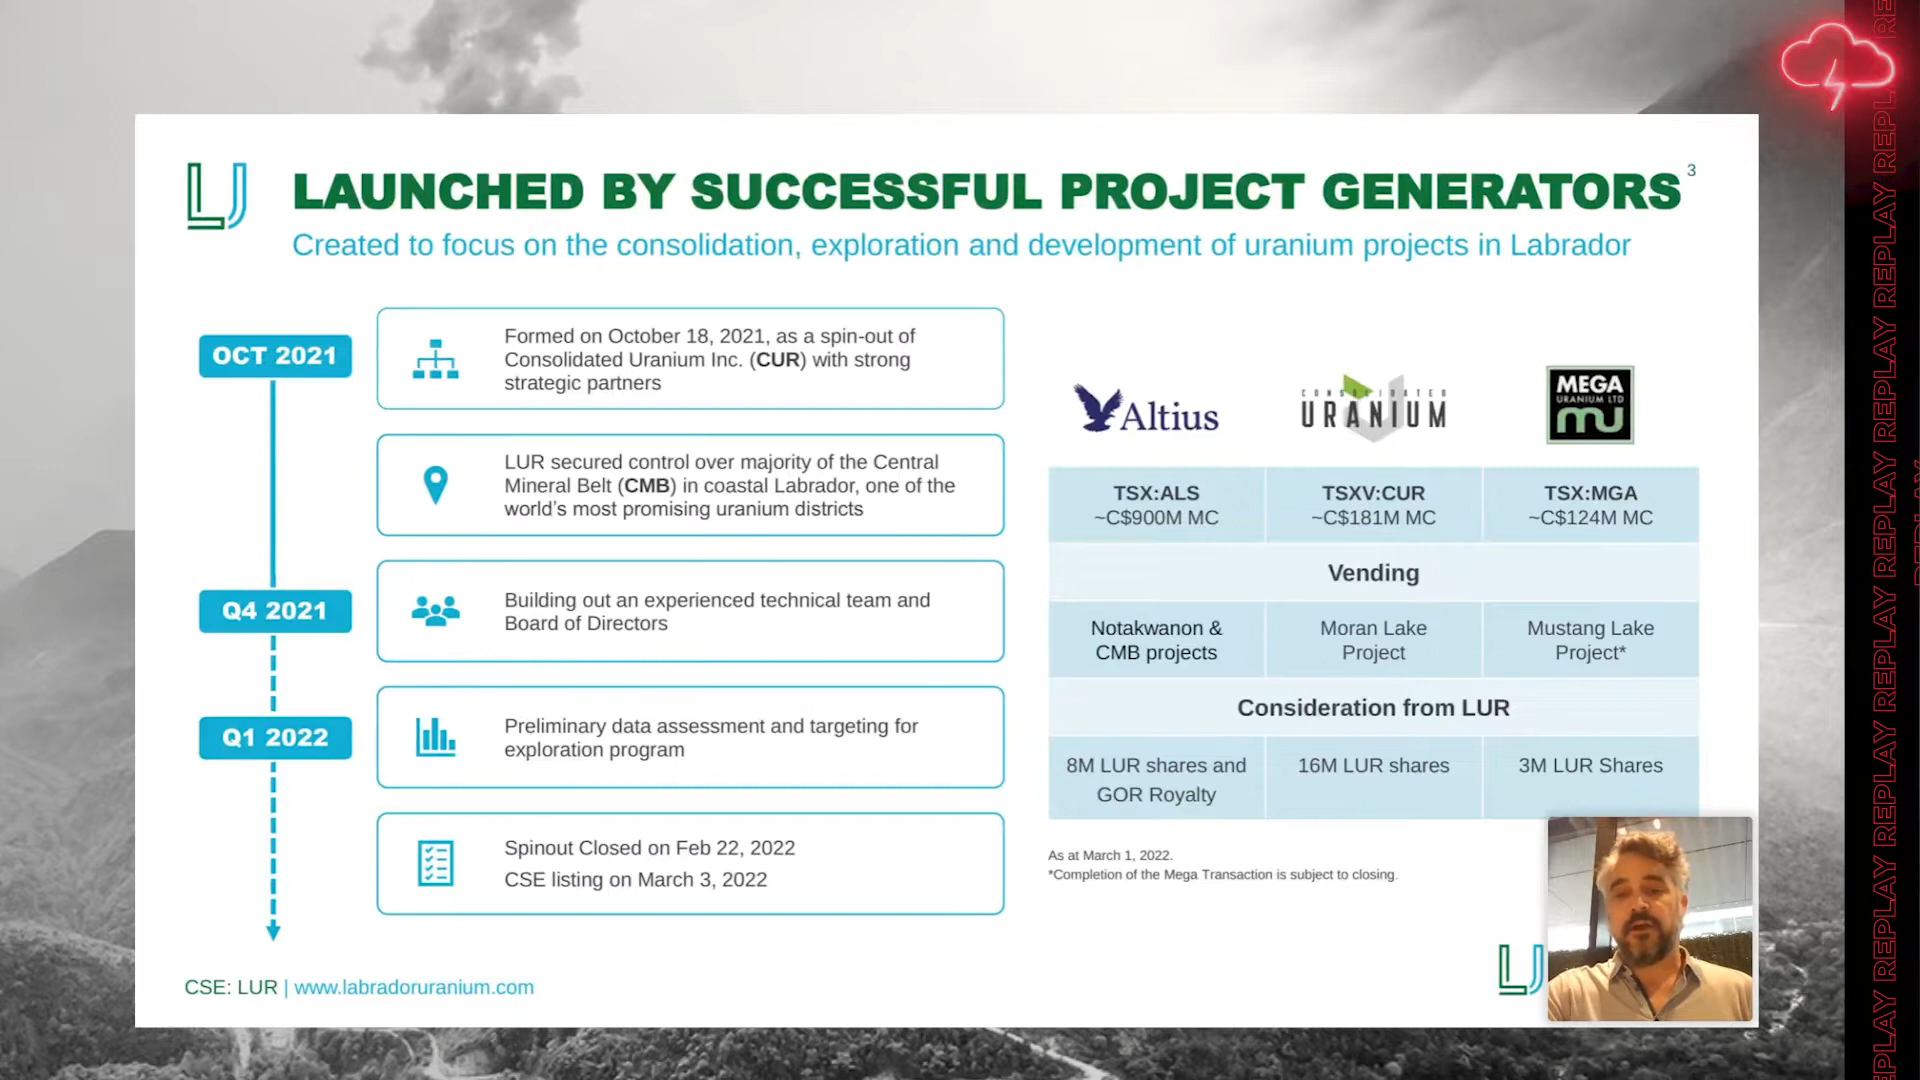 LAUNCHED BY SUCCESSFUL PROJECT GENERATORS
3
Created to focus on the consolidation, exploration and development of uranium projects in Labrador
OCT 2021
Formed on October 18, 2021, as a spin-out of
Consolidated Uranium Inc. (CUR) with strong
strategic partners
LUR secured control over majority of the Central
Mineral Belt (CMB) in coastal Labrador, one of the
world's most promising uranium districts
Q4 2021
Building out an experienced technical team and
Board of Directors
Q1 2022
Preliminary data assessment and targeting for
exploration program
Spinout Closed on Feb 22, 2022
CSE listing on March 3, 2022
Altius
CONSOLIDATED
URANIUM
MEGA
URANIUM LTD
mu
TSX:ALS
~C$900M MC
TSXV:CUR
~C$181M MC
TSX:MGA
~C$124M MC
Vending
Notakwanon &
CMB projects
Moran Lake
Project
Mustang Lake
Project*
Consideration from LUR
8M LUR shares and
GOR Royalty
16M LUR shares
3M LUR Shares
As at March 1, 2022.
*Completion of the Mega Transaction is subject to closing.
CSE: LUR | www.labradoruranium.com
LU
LU
REPLAY REPLAY REPLAY REPLAY REPLAY REPLAY REPLAY REPLAY REPLAY REPLAY
REPLAY